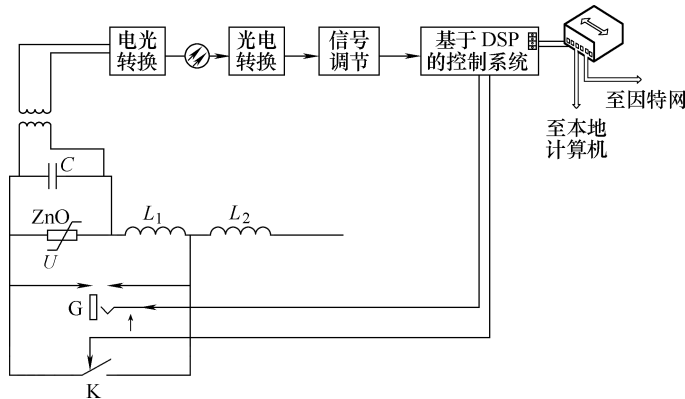 电光
转换
光电
转换
信号
调节
基于 DSP
的控制系统
至因特网
至本地
计算机
C
ZnO
U
L1
L2
G
K